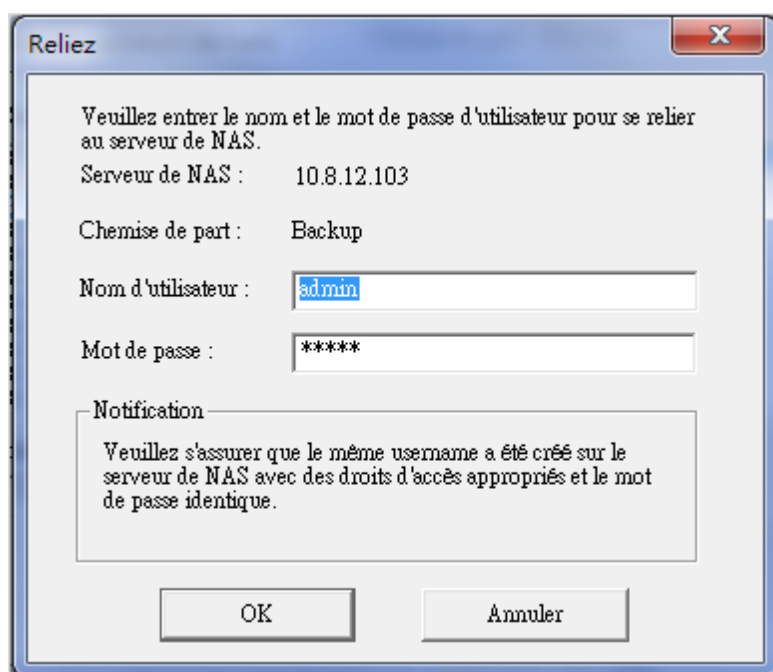 Reliez
Veuillez entrer le nom et le mot de passe d'utilisateur pour se relier
au serveur de NAS.
Serveur de NAS : 10.8.12.103
Chemise de part : Backup
Nom d'utilisateur : admin
Mot de passe : *****
Notification
Veuillez s'assurer que le même username a été créé sur le
serveur de NAS avec des droits d'accès appropriés et le mot
de passe identique.
OK Annuler